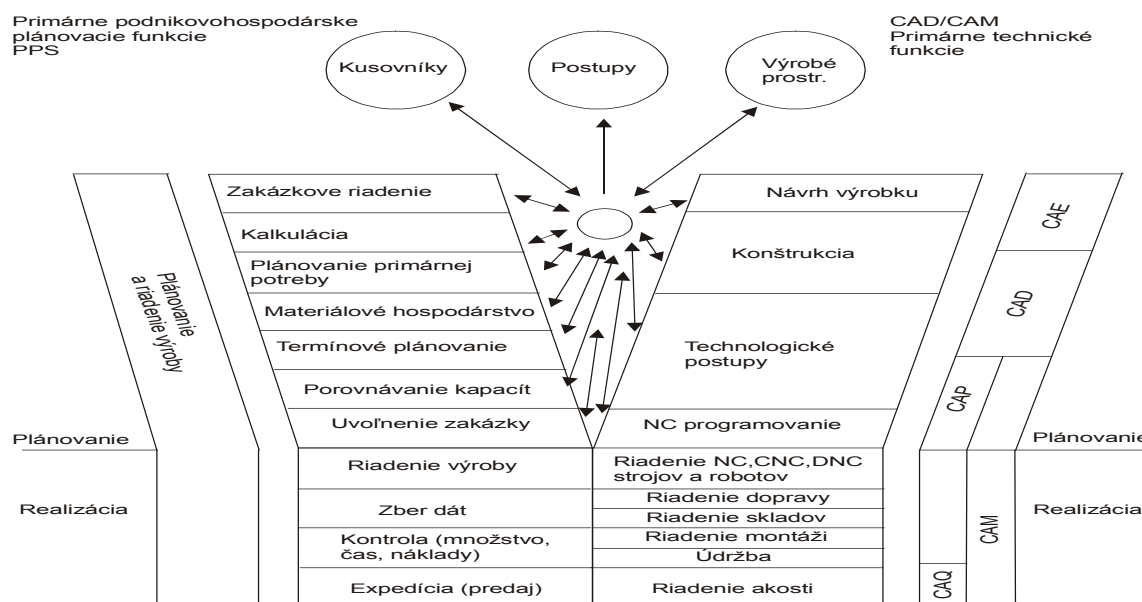 Primárne podnikovohospodárske
plánovacie funkcie
PPS
CAD/CAM
Primárne technické
funkcie
Kusovníky
Postupy
Výrobé
prostr.
Zakázkove riadenie
Kalkulácia
Plánovanie primárnej
potreby
Materiálové hospodárstvo
Termínové plánovanie
Porovnávanie kapacít
Uvoľnenie zakázky
Návrh výrobku
Konštrukcia
Technologické
postupy
NC programovanie
Plánovanie
a riadenie výroby
CAE
CAD
CAP
CAM
CAQ
Plánovanie
Plánovanie
Realizácia
Realizácia
Riadenie výroby
Zber dát
Kontrola (množstvo,
čas, náklady)
Expedícia (predaj)
Riadenie NC,CNC,DNC
strojov a robotov
Riadenie dopravy
Riadenie skladov
Riadenie montáži
Údržba
Riadenie akosti